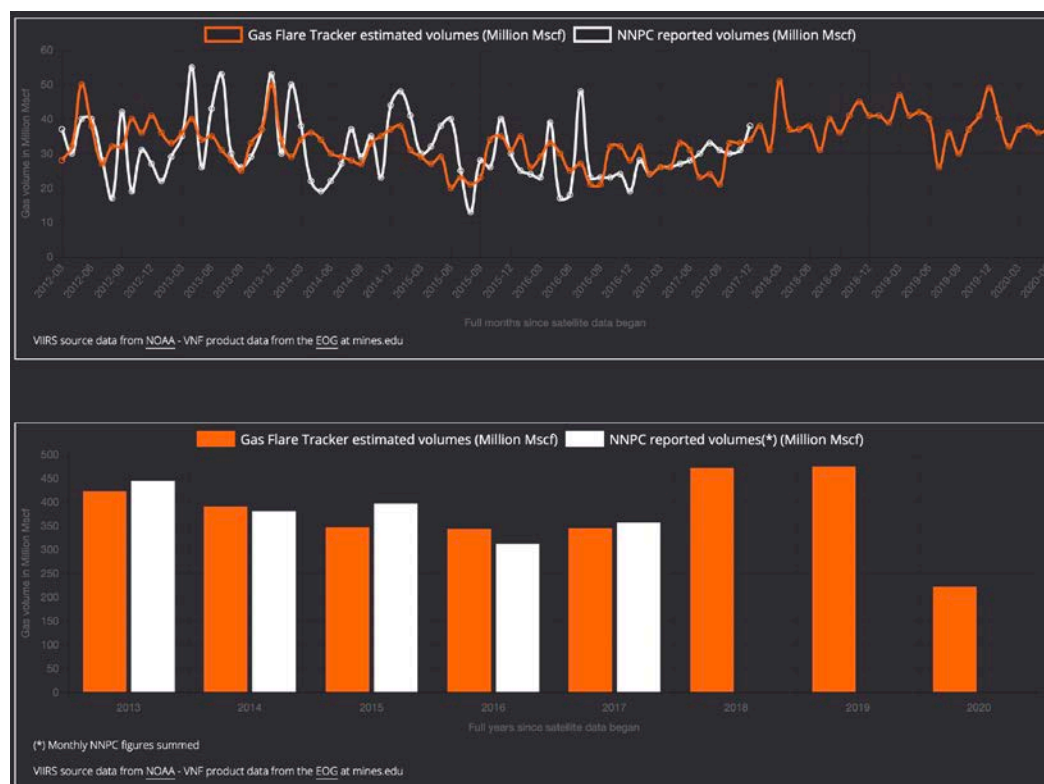 Gas Flare Tracker estimated volumes (Million Mscf) NNPC reported volumes (Million Mscf)
Gas volume in Million Mscf
60
50
40
30
20
10
0
2012-03 2012-06 2012-09 2012-12 2013-03 2013-06 2013-09 2013-12 2014-03 2014-06 2014-09 2014-12 2015-03 2015-06 2015-09 2015-12 2016-03 2016-06 2016-09 2016-12 2017-03 2017-06 2017-09 2017-12 2018-03 2018-06 2018-09 2018-12 2019-03 2019-06 2019-09 2019-12 2020-03
Full months since satellite data began
VIIRS source data from NOAA - VNF product data from the EOG at mines.edu
Gas Flare Tracker estimated volumes (Million Mscf) NNPC reported volumes(*) (Million Mscf)
Gas volume in Million Mscf
500
450
400
350
300
250
200
150
100
50
0
2013 2014 2015 2016 2017 2018 2019 2020
Full years since satellite data began
(*) Monthly NNPC figures summed
VIIRS source data from NOAA - VNF product data from the EOG at mines.edu